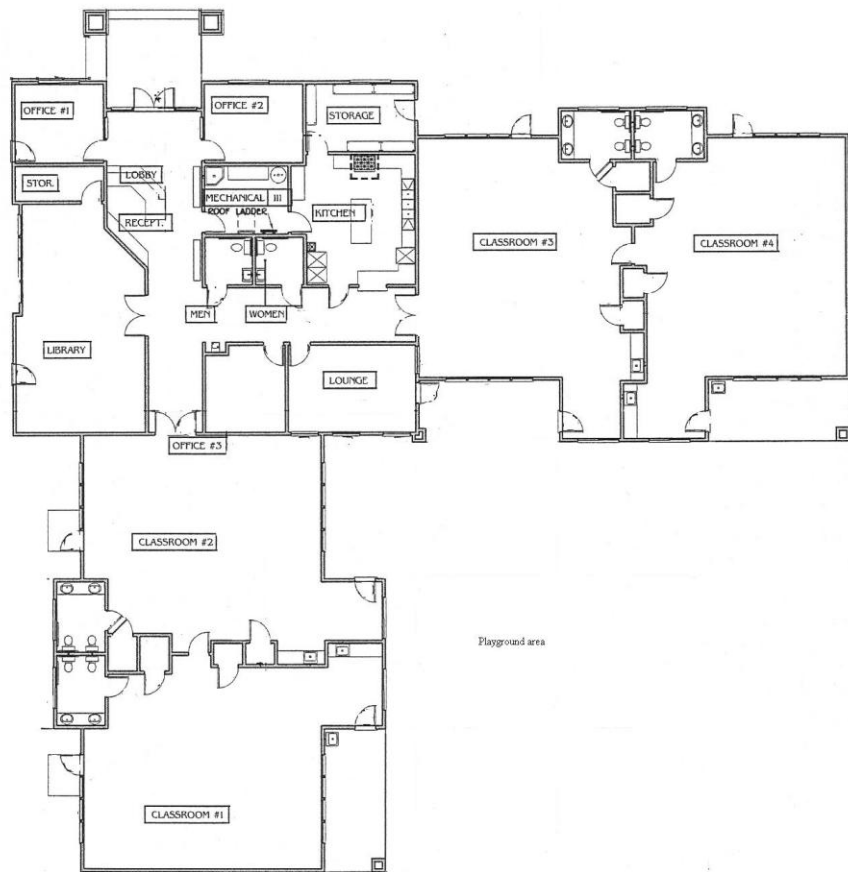 OFFICE #1
OFFICE #2
STORAGE
LOBBY
STOR.
MECHANICAL
ROOF LADDER
RECEPT.
KITCHEN
CLASSROOM #3
CLASSROOM #4
MEN
WOMEN
LIBRARY
LOUNGE
OFFICE #3
CLASSROOM #2
Playground area
CLASSROOM #1